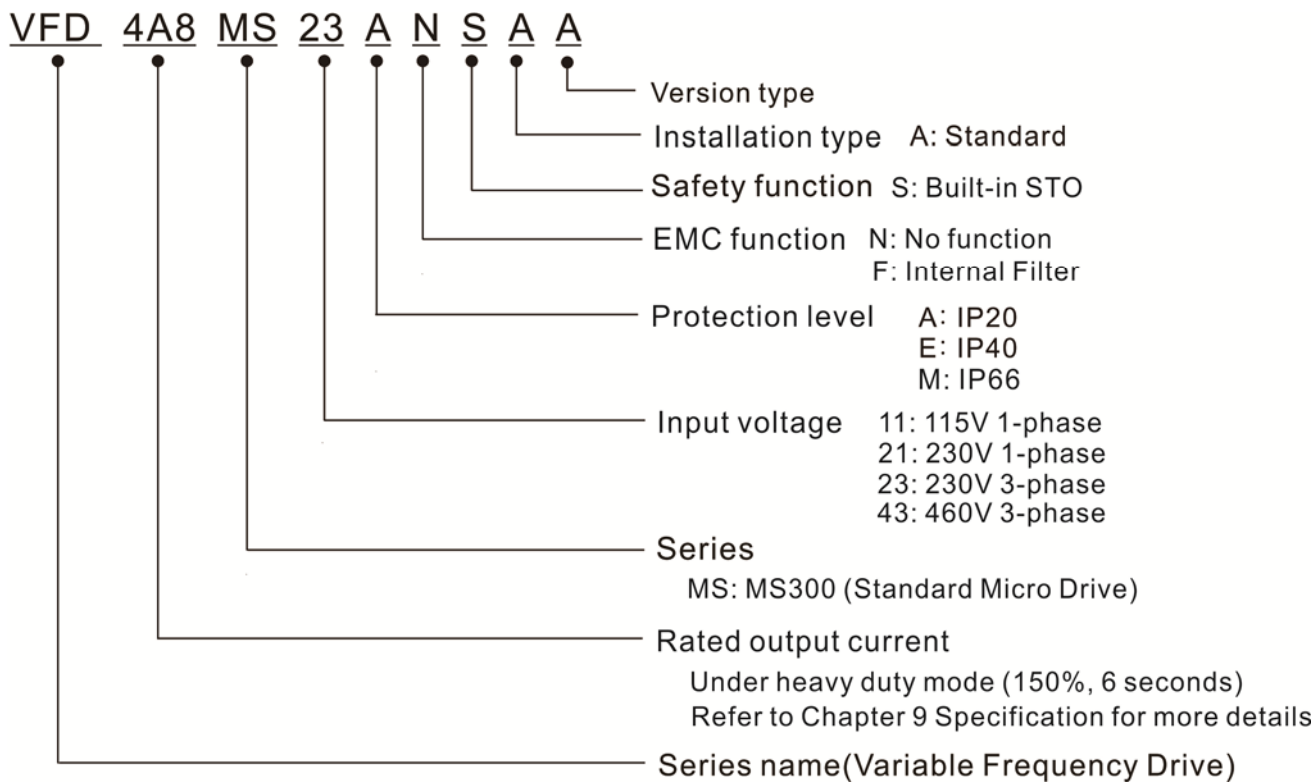 VFD 4A8 MS 23 A N S A A
Version type
Installation type A: Standard
Safety function S: Built-in STO
EMC function N: No function
F: Internal Filter
Protection level A: IP20
E: IP40
M: IP66
Input voltage 11: 115V 1-phase
21: 230V 1-phase
23: 230V 3-phase
43: 460V 3-phase
Series
MS: MS300 (Standard Micro Drive)
Rated output current
Under heavy duty mode (150%, 6 seconds)
Refer to Chapter 9 Specification for more details
Series name(Variable Frequency Drive)